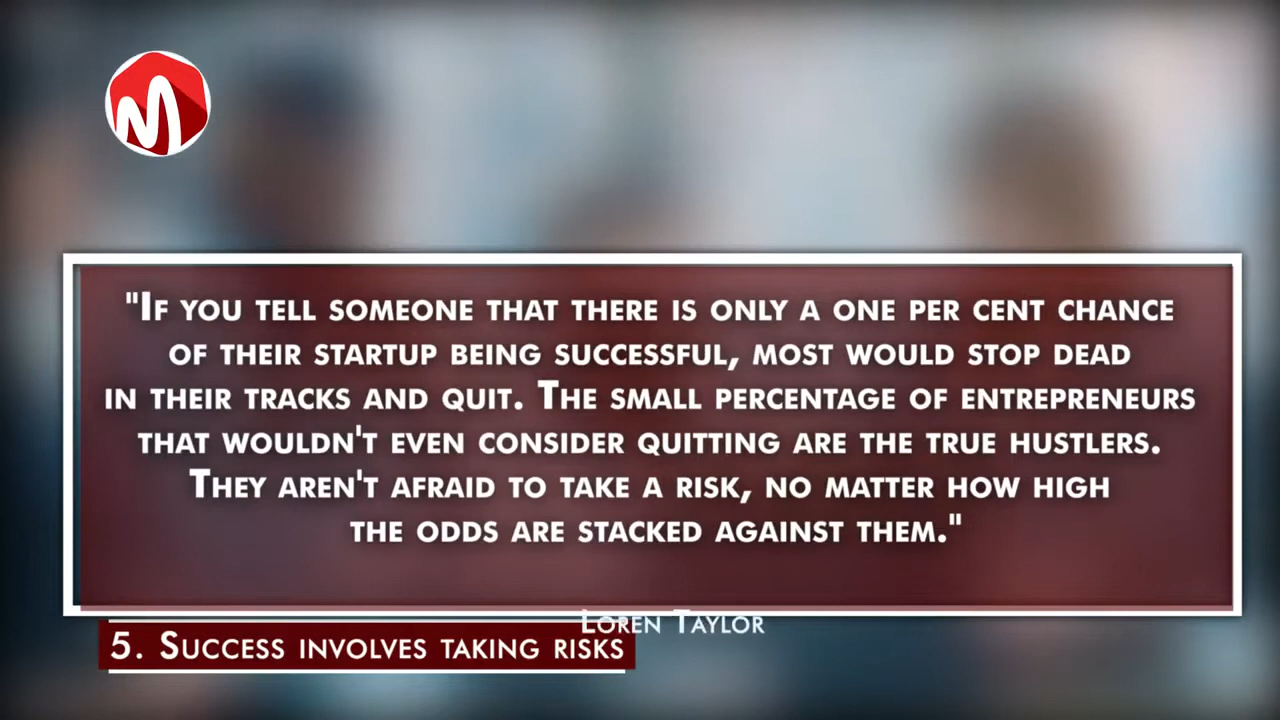 "If you tell someone that there is only a one per cent chance
of their startup being successful, most would stop dead
in their tracks and quit. The small percentage of entrepreneurs
that wouldn't even consider quitting are the true hustlers.
They aren't afraid to take a risk, no matter how high
the odds are stacked against them."
Loren Taylor
5. Success involves taking risks